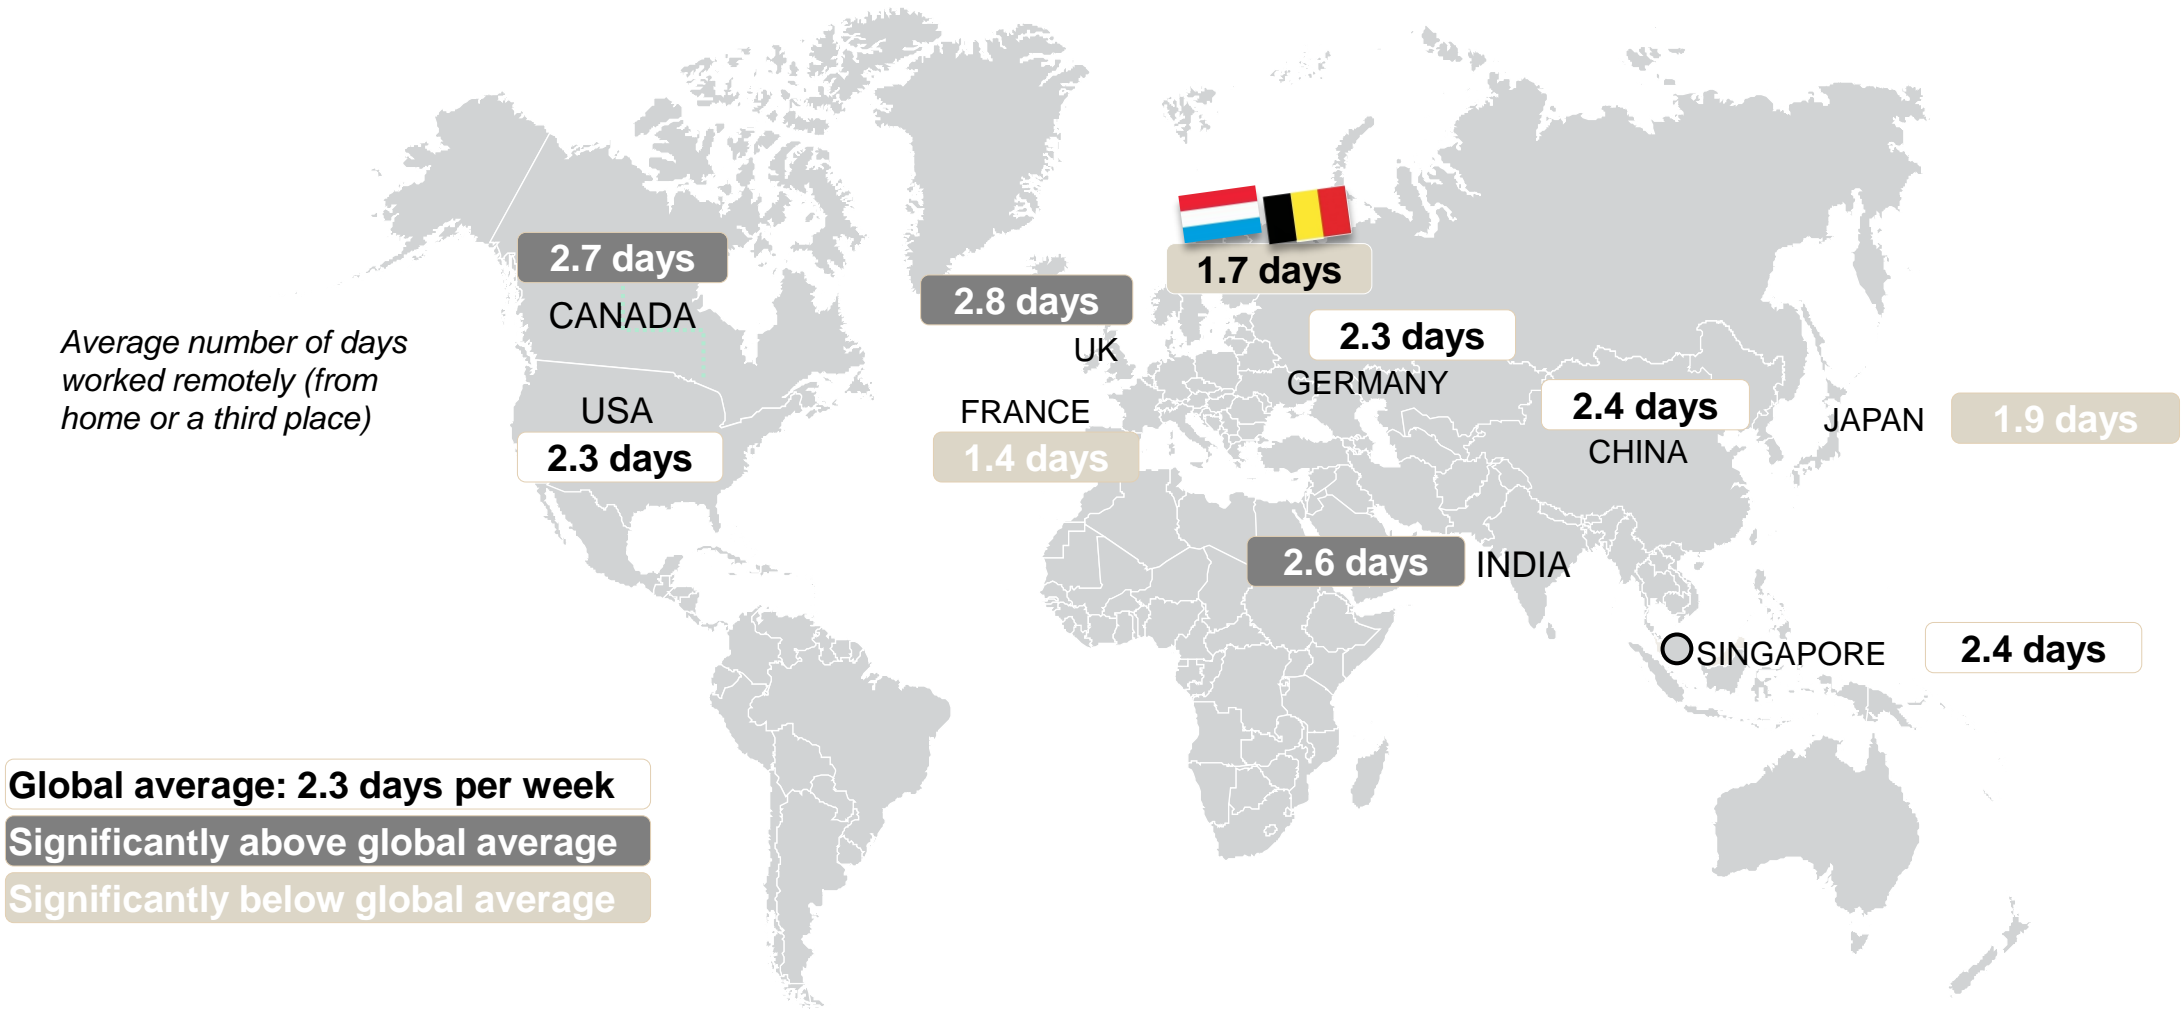 2.7 days
CANADA
Average number of days
worked remotely (from
home or a third place)
USA
2.3 days
2.8 days
UK
FRANCE
1.4 days
1.7 days
2.3 days
GERMANY
2.4 days
CHINA
JAPAN
1.9 days
2.6 days
INDIA
SINGAPORE
2.4 days
Global average: 2.3 days per week
Significantly above global average
Significantly below global average